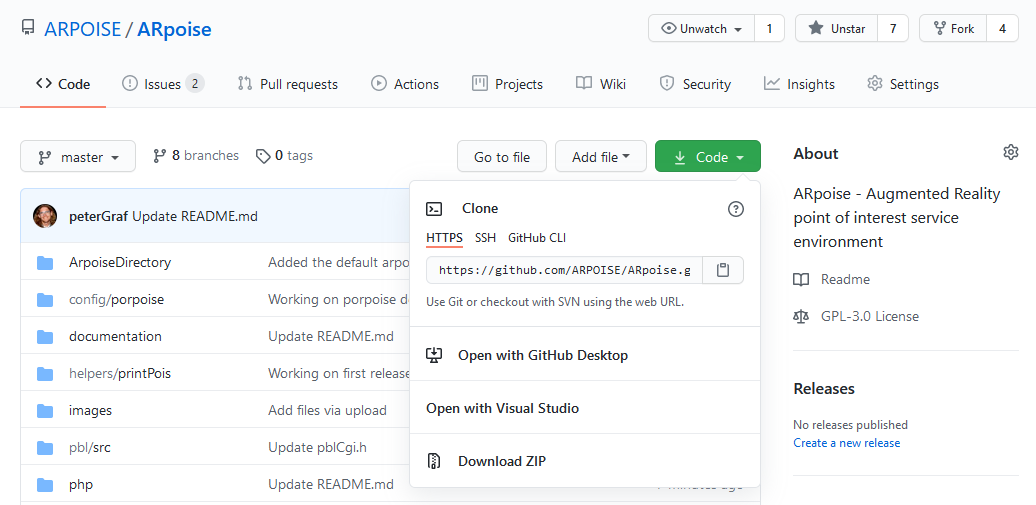 ARPOISE / ARpoise
Unwatch 1 Unstar 7 Fork 4
Code Issues 2 Pull requests Actions Projects Wiki Security Insights Settings
master 8 branches 0 tags Go to file Add file Code
peterGraf Update README.md
ArpoiseDirectory Added the default arpo
config/porpoise Working on porpoise d
documentation Update README.md
helpers/printPois Working on first release
images Add files via upload
pbl/src Update pblCgi.h
php Update README.md minutes ago
Clone
HTTPS SSH GitHub CLI
https://github.com/ARPOISE/ARpoise.g
Use Git or checkout with SVN using the web URL.
Open with GitHub Desktop
Open with Visual Studio
Download ZIP
About
ARpoise - Augmented Reality
point of interest service
environment
Readme
GPL-3.0 License
Releases
No releases published
Create a new release